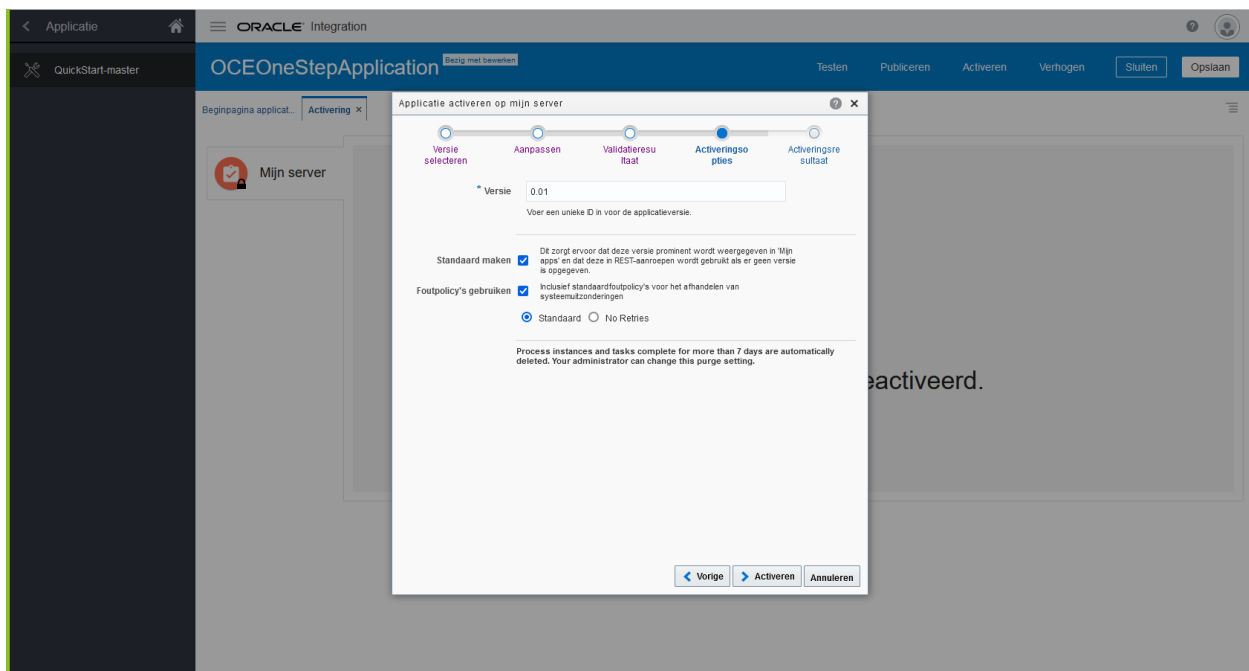 Applicatie
ORACLE Integration
QuickStart-master
OCEOneStepApplication
Bezig met bewerken
Testen
Publiceren
Activeren
Verhogen
Sluiten
Opslaan
Beginpagina applicat...
Activering ×
Mijn server
eactiveerd.
Applicatie activeren op mijn server
Versie
selecteren
Aanpassen
Validatieresu
ltaat
Activeringso
pties
Activeringsre
sultaat
* Versie 0.01
Voer een unieke ID in voor de applicatieversie.
Standaard maken
Dit zorgt ervoor dat deze versie prominent wordt weergegeven in 'Mijn
apps' en dat deze in REST-aanroepen wordt gebruikt als er geen versie
is opgegeven.
Foutpolicy's gebruiken
Inclusief standaardfoutpolicy's voor het afhandelen van
systeemuitzonderingen
Standaard No Retries
Process instances and tasks complete for more than 7 days are automatically
deleted. Your administrator can change this purge setting.
Vorige
Activeren
Annuleren